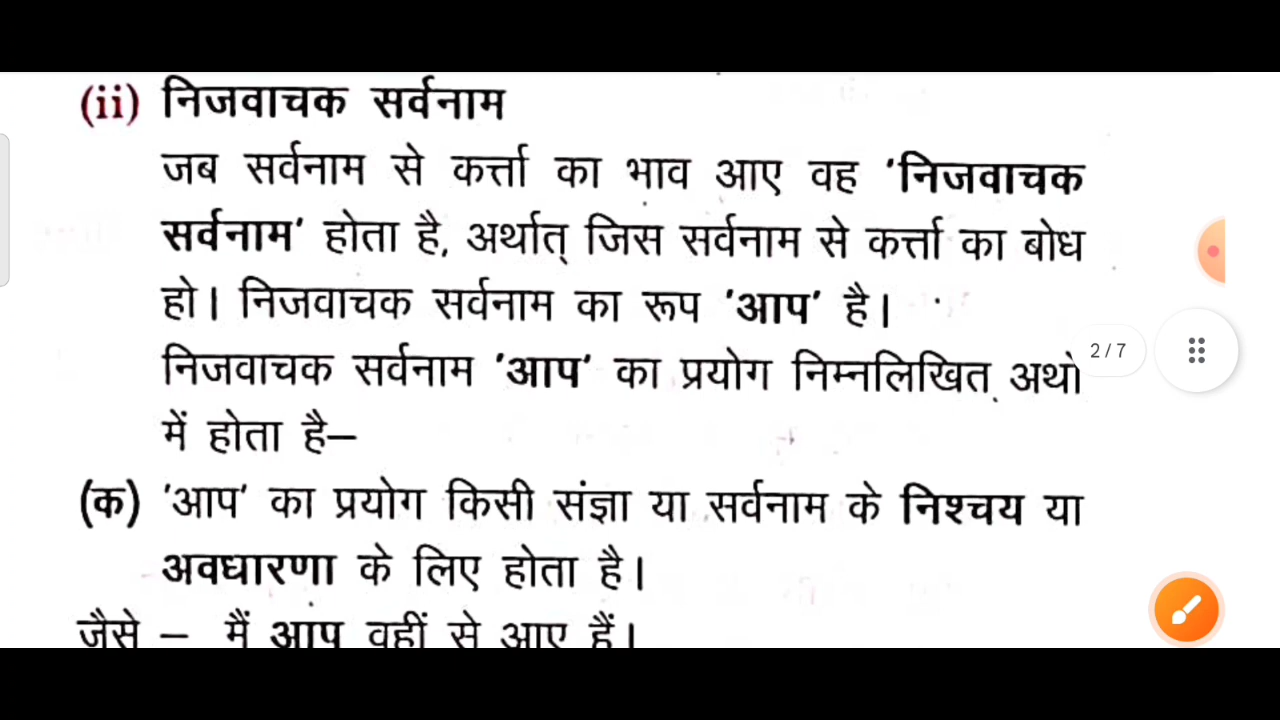 (ii) निजवाचक सर्वनाम
जब सर्वनाम से कर्त्ता का भाव आए वह 'निजवाचक
सर्वनाम' होता है, अर्थात् जिस सर्वनाम से कर्त्ता का बोध
हो। निजवाचक सर्वनाम का रूप 'आप' है।
निजवाचक सर्वनाम 'आप' का प्रयोग निम्नलिखित अर्थों
में होता है–
2/7
(क) 'आप' का प्रयोग किसी संज्ञा या सर्वनाम के निश्चय या
अवधारणा के लिए होता है।
जैसे – मैं आप वहीं से आए हैं।